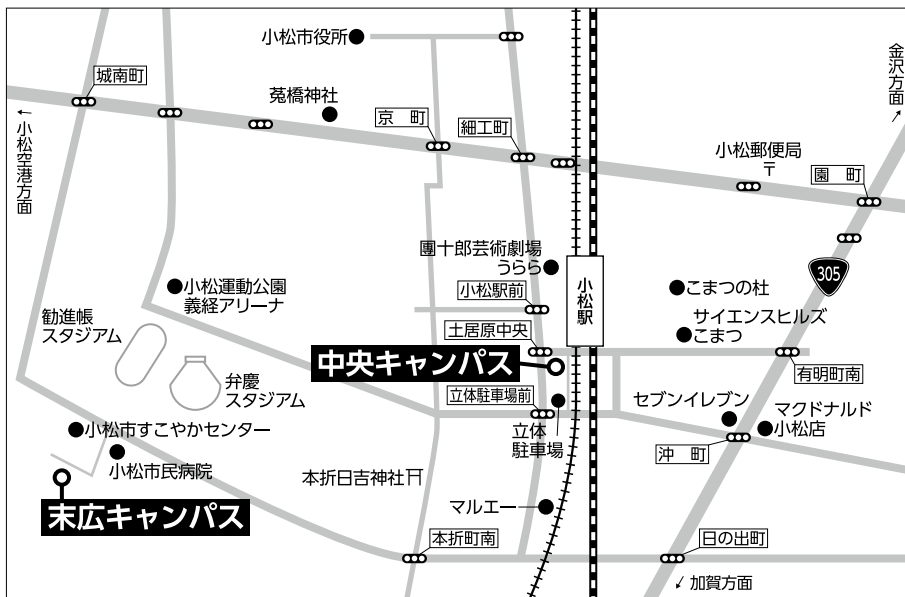 小松市役所
城南町
菟橋神社
京 町
細工町
金沢方面
←
小松空港方面
小松郵便局
〒
園 町
團十郎芸術劇場
うらら
小松運動公園
義経アリーナ
小松駅前
小松駅
こまつの杜
305
勧進帳
スタジアム
土居原中央
サイエンスヒルズ
こまつ
中央キャンパス
有明町南
弁慶
スタジアム
立体駐車場前
セブンイレブン
マクドナルド
小松店
小松市すこやかセンター
立体
駐車場
沖 町
小松市民病院
本折日吉神社
末広キャンパス
マルエー
本折町南
日の出町
加賀方面